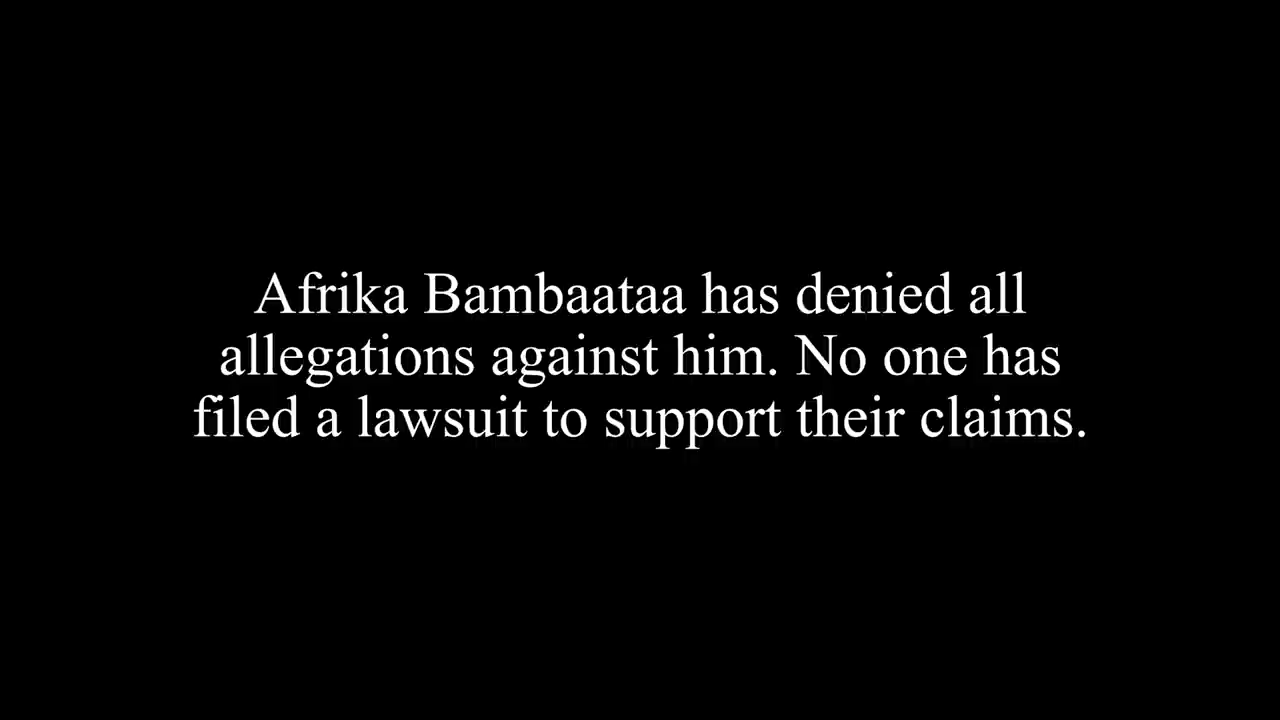 Afrika Bambaataa has denied all
allegations against him. No one has
filed a lawsuit to support their claims.